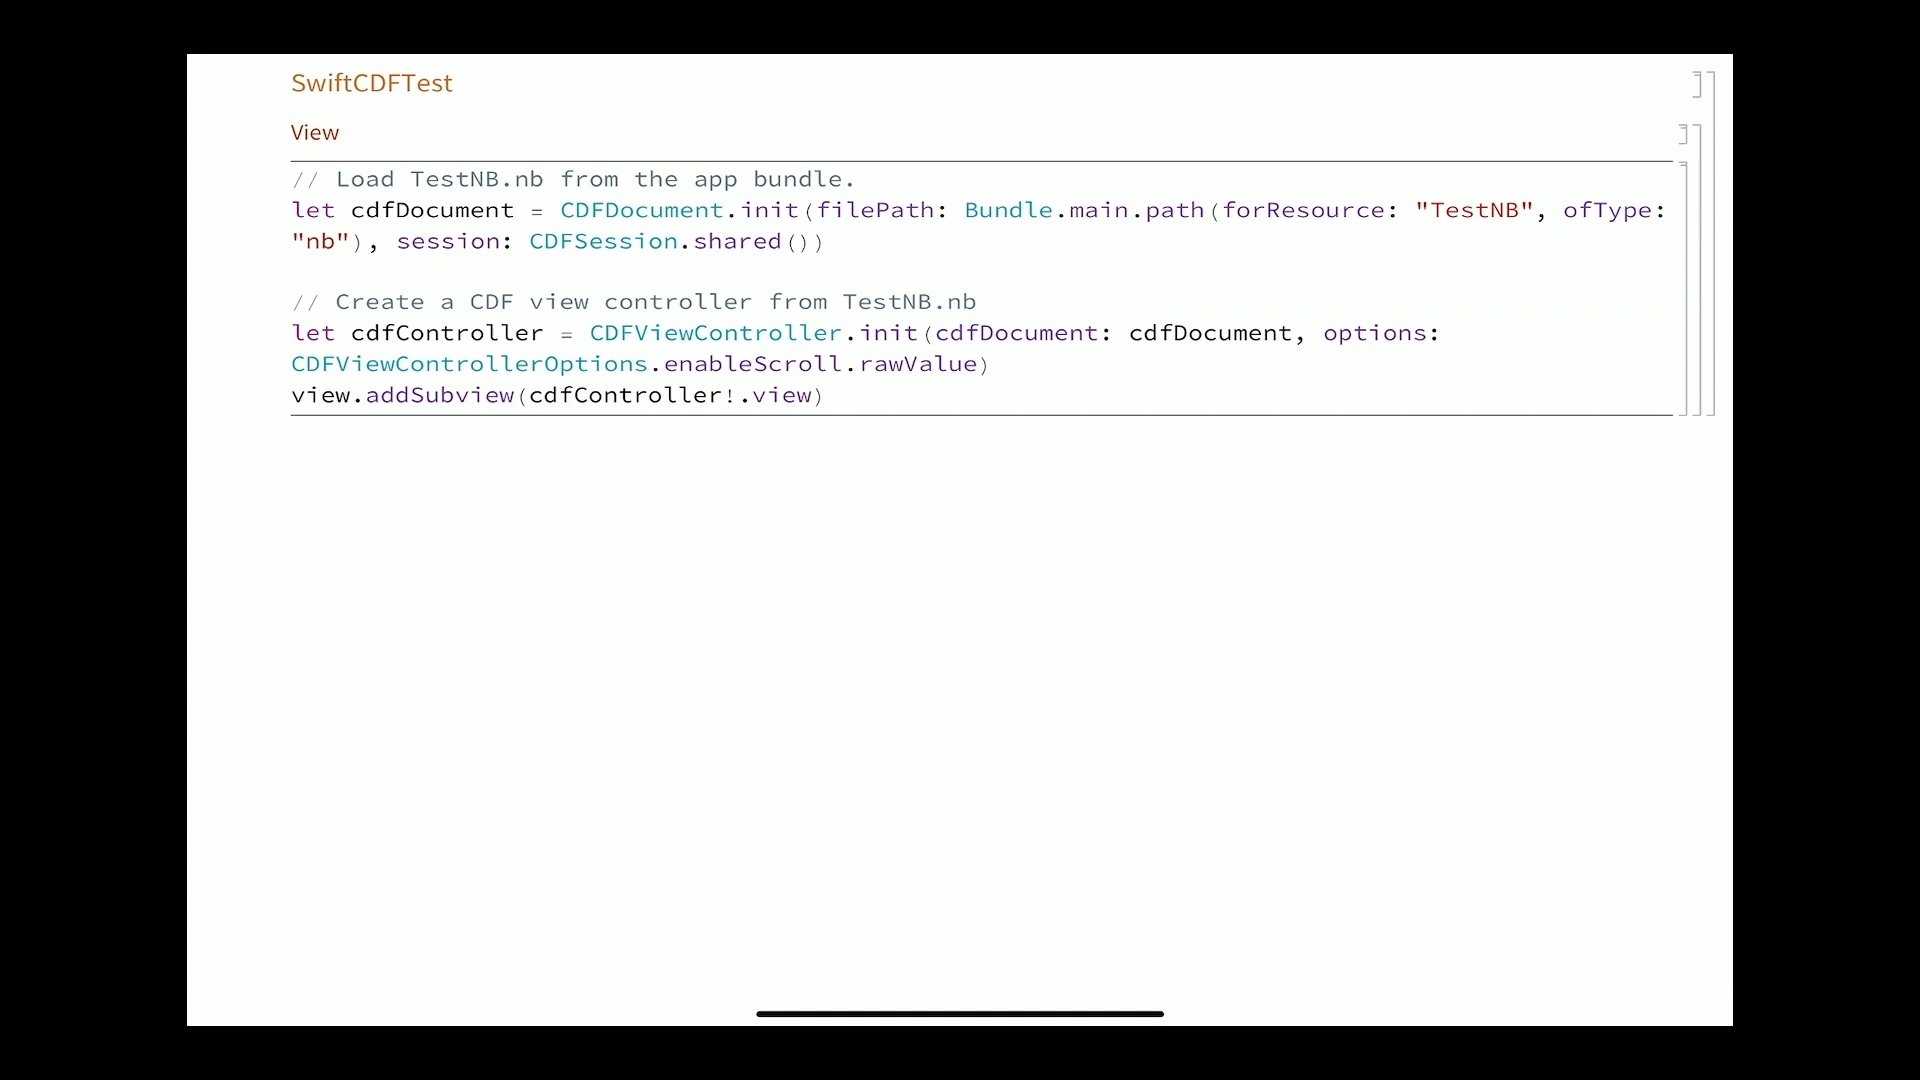 SwiftCDFTest
View
// Load TestNB.nb from the app bundle.
let cdfDocument = CDFDocument.init(filePath: Bundle.main.path(forResource: "TestNB", ofType:
"nb"), session: CDFSession.shared())
// Create a CDF view controller from TestNB.nb
let cdfController = CDFViewController.init(cdfDocument: cdfDocument, options:
CDFViewControllerOptions.enableScroll.rawValue)
view.addSubview(cdfController!.view)